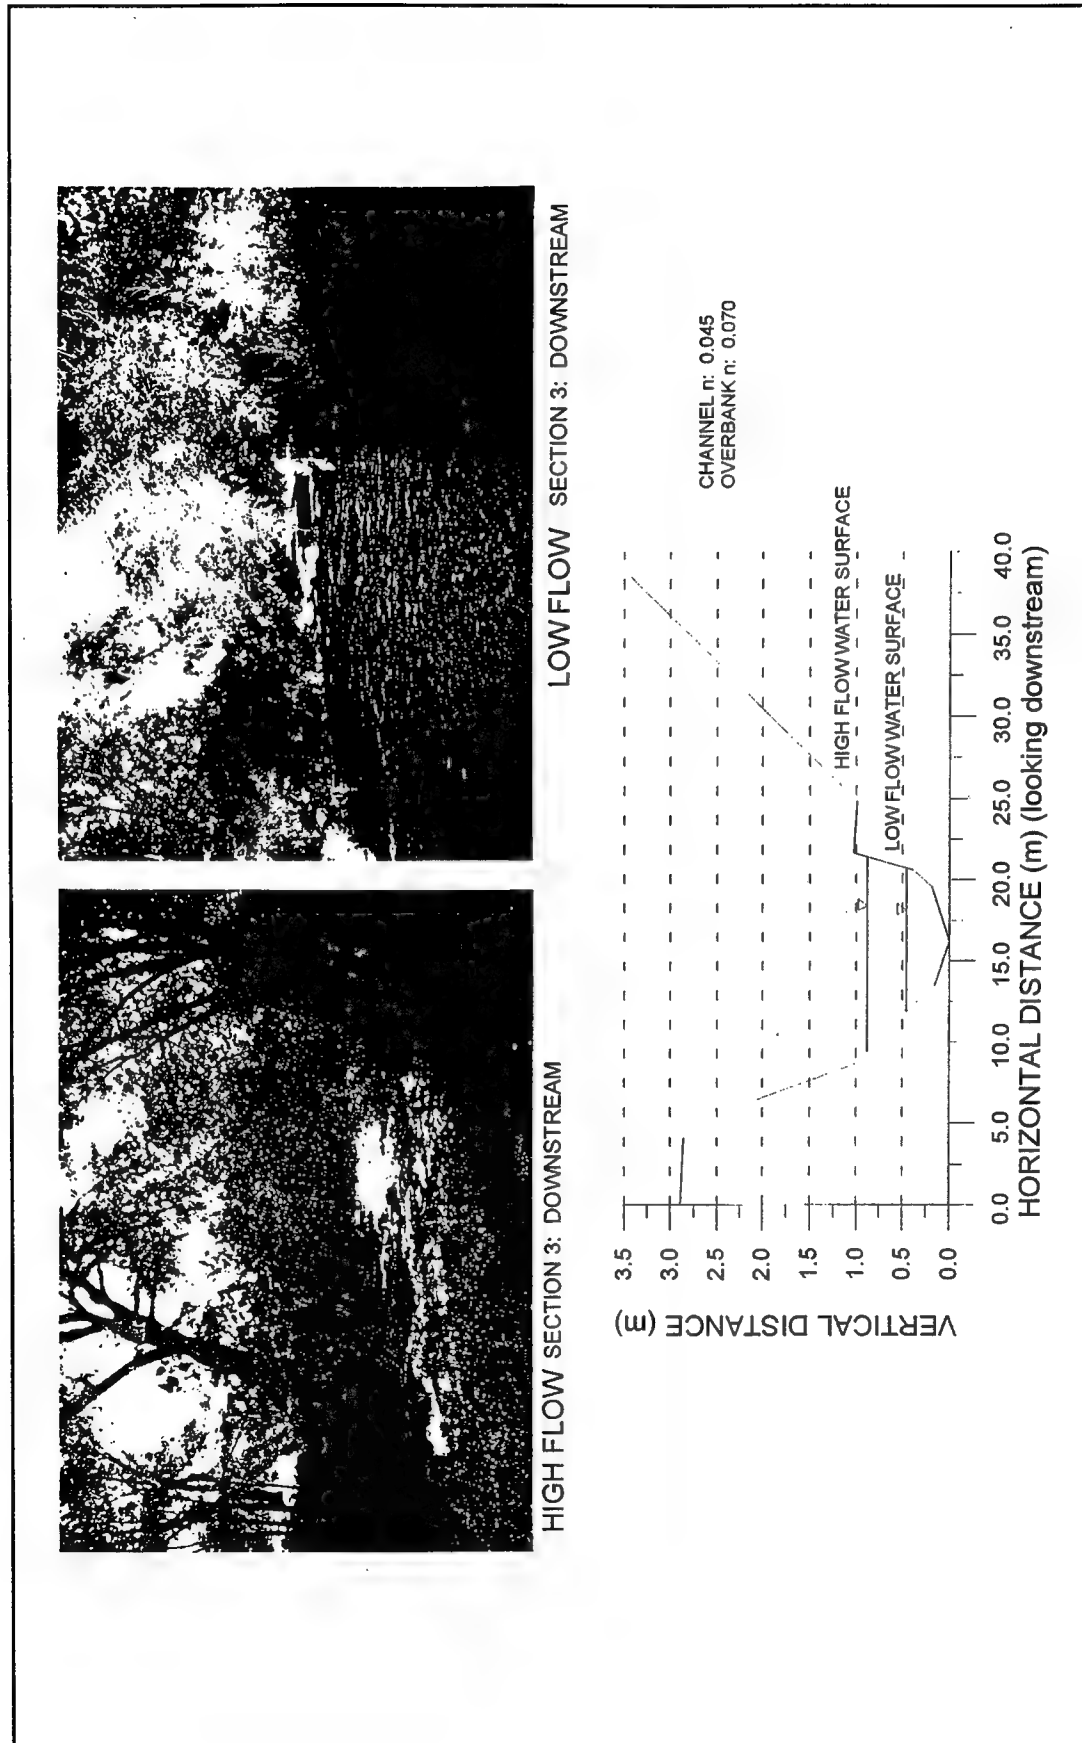 HIGH FLOW SECTION 3: DOWNSTREAM
LOW FLOW SECTION 3: DOWNSTREAM
CHANNEL n: 0.045
OVERBANK n: 0.070
VERTICAL DISTANCE (m)
3.5
3.0
2.5
2.0
1.5
1.0
0.5
0.0
HIGH FLOW WATER SURFACE
LOW FLOW WATER SURFACE
0.0 5.0 10.0 15.0 20.0 25.0 30.0 35.0 40.0
HORIZONTAL DISTANCE (m) (looking downstream)